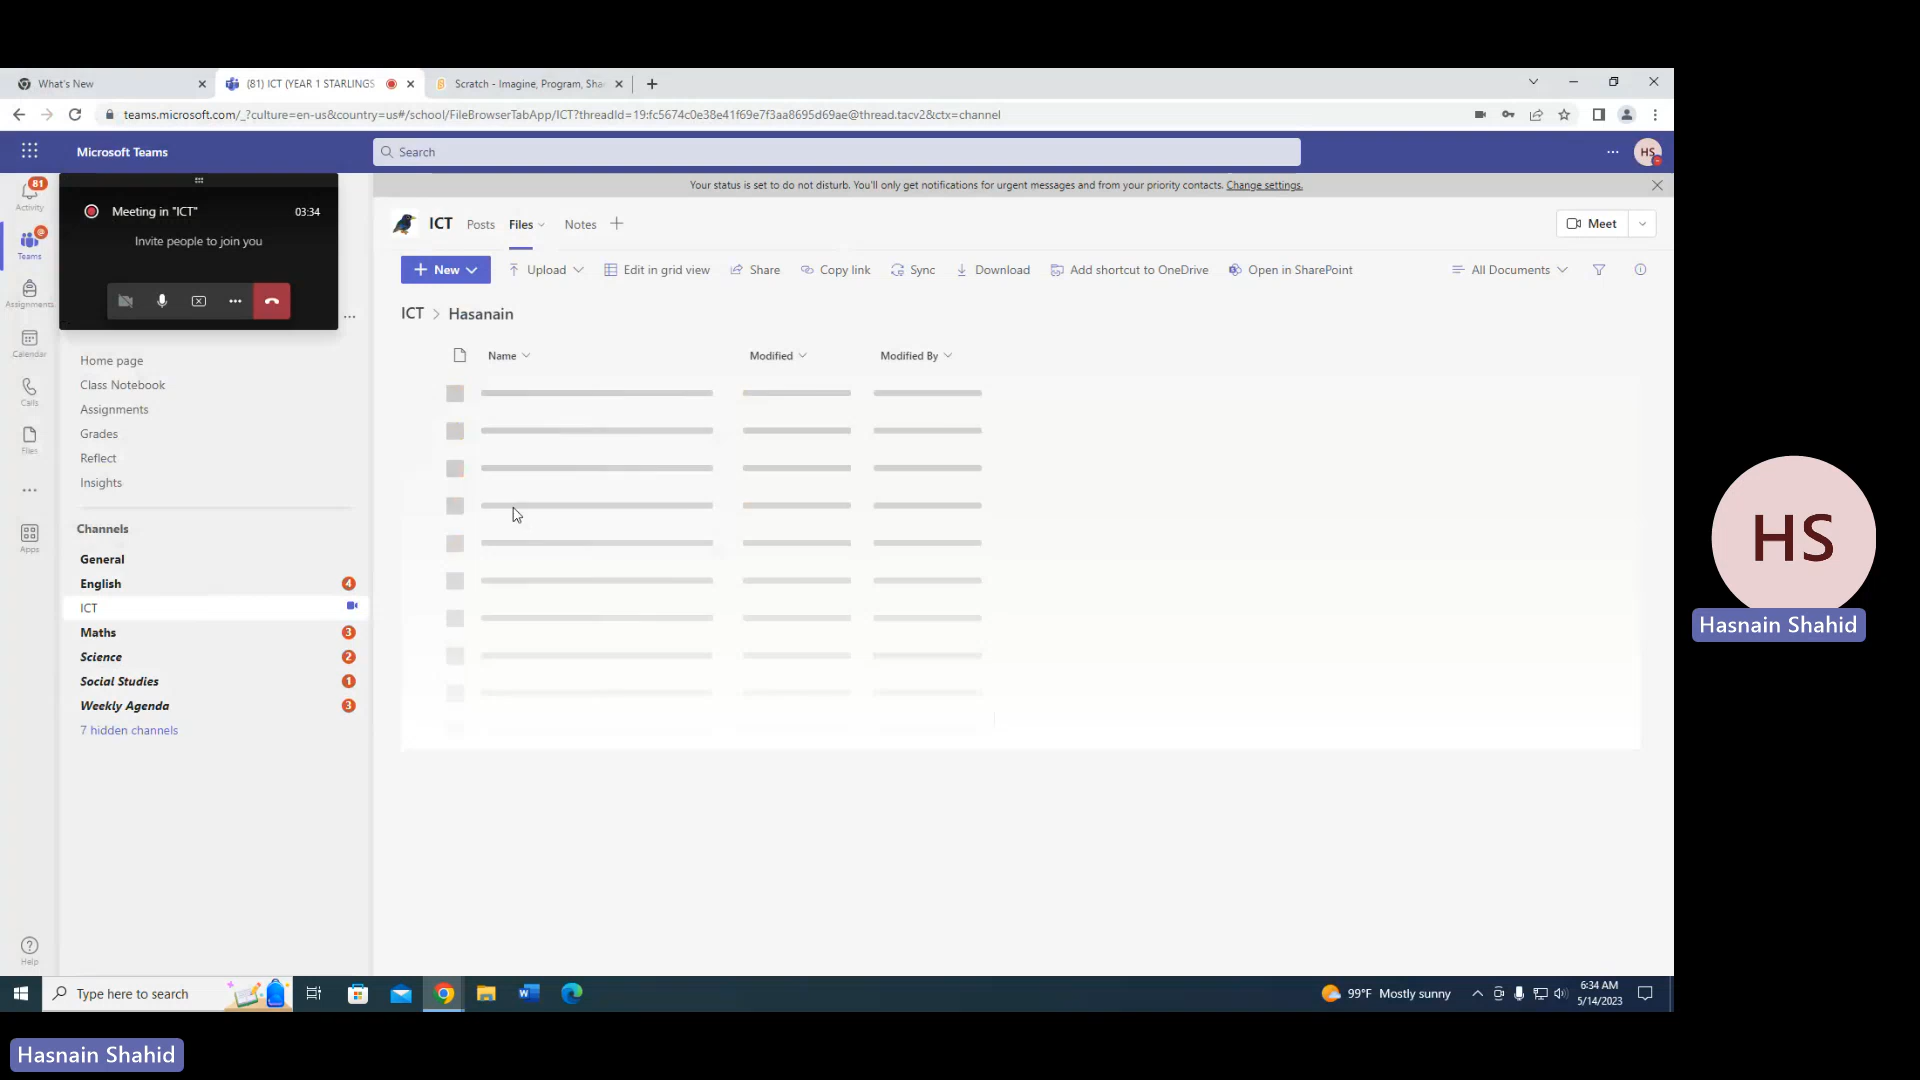 What's New
(81) ICT (YEAR 1 STARLINGS
Scratch - Imagine, Program, Sha
teams.microsoft.com/_?culture=en-us&country=us#/school/FileBrowserTabApp/ICT?threadId=19:fc5674c0e38e41f69e7f3aa8695d69ae@thread.tacv2&ctx=channel
Microsoft Teams
Search
HS
Your status is set to do not disturb. You'll only get notifications for urgent messages and from your priority contacts. Change settings.
81
Activity
Teams
Assignments
Calendar
Calls
Files
Apps
Help
Meeting in "ICT"
03:34
Invite people to join you
Home page
Class Notebook
Assignments
Grades
Reflect
Insights
Channels
General
English 4
ICT
Maths 3
Science 2
Social Studies 1
Weekly Agenda 3
7 hidden channels
ICT Posts Files Notes
Meet
New Upload Edit in grid view Share Copy link Sync Download Add shortcut to OneDrive Open in SharePoint All Documents
ICT > Hasanain
Name Modified Modified By
Type here to search
99°F Mostly sunny
6:34 AM
5/14/2023
HS
Hasnain Shahid
Hasnain Shahid